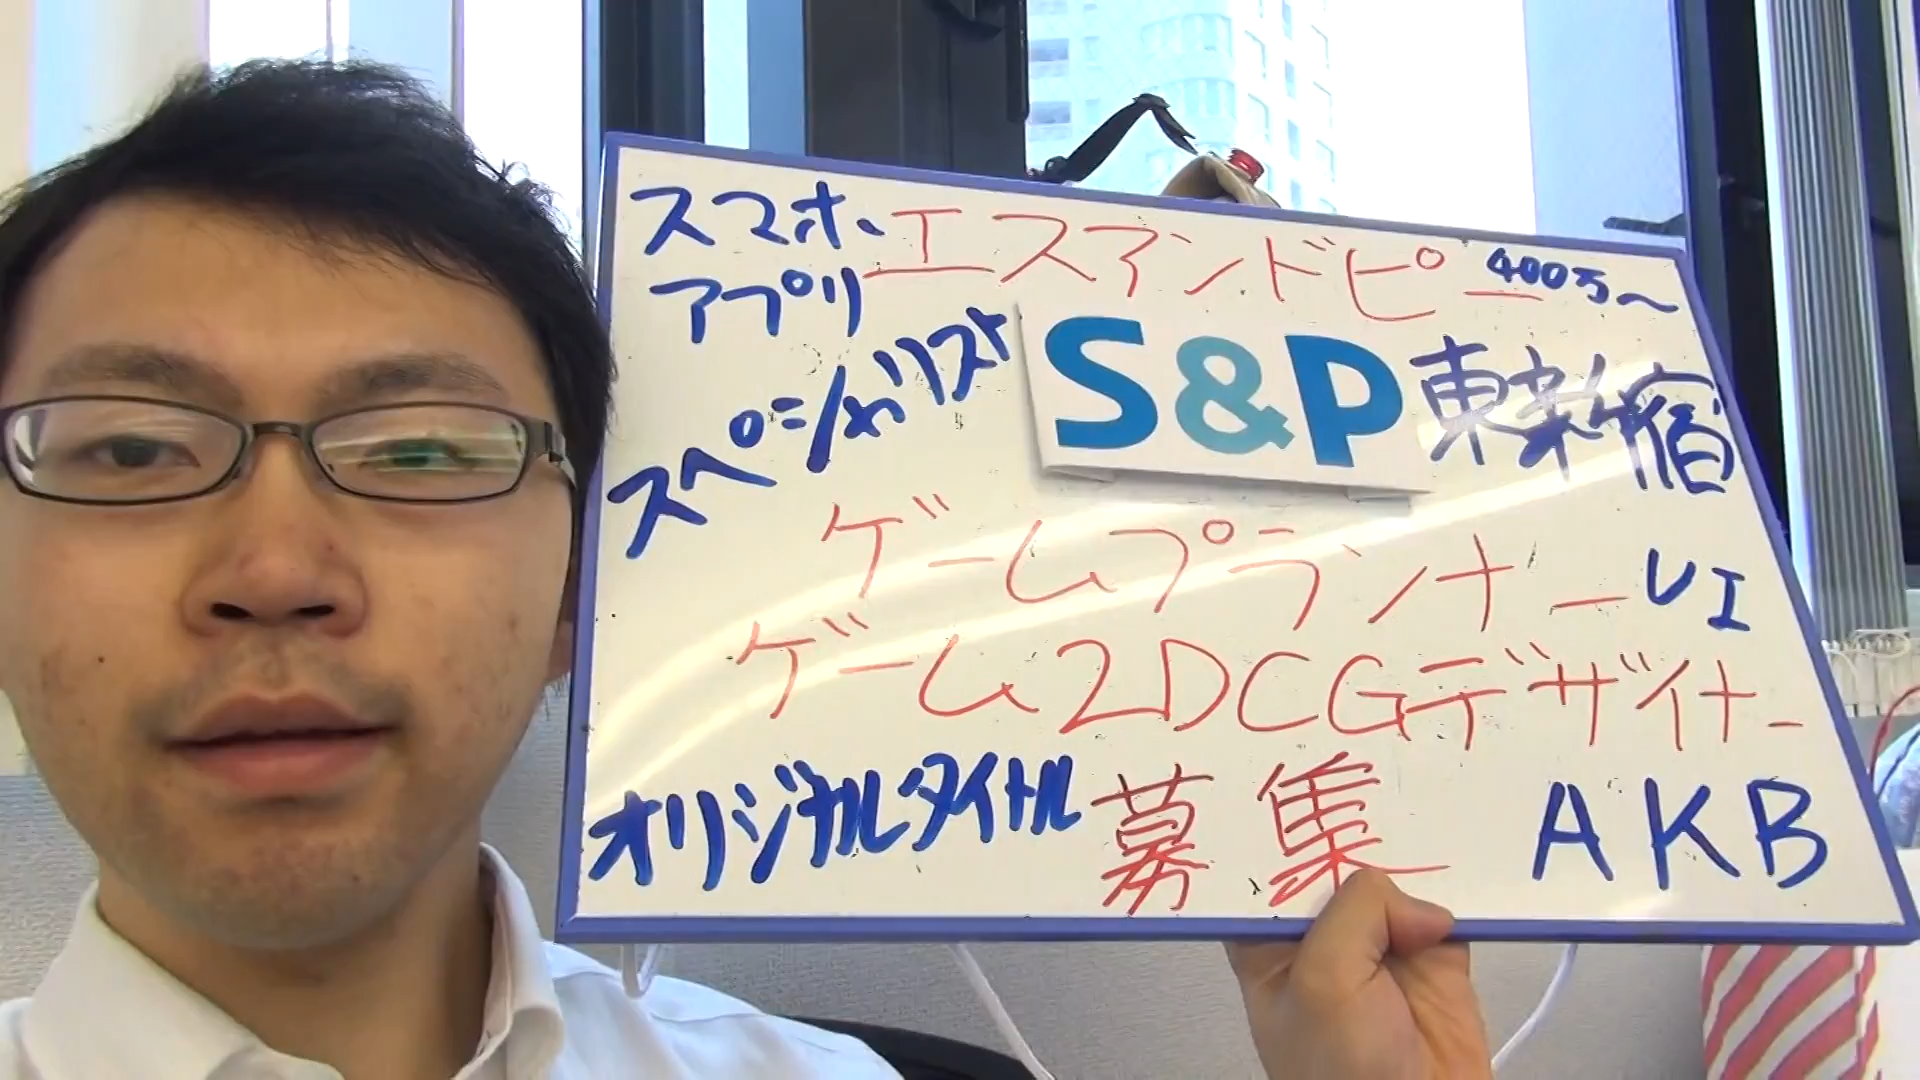 スマホ
アプリ
スペシャリスト
エスアンドピー
400万~
S&P
東新宿
ゲームプランナー
UI
ゲーム2DCGデザイナー
オリジナルタイトル
募集
AKB